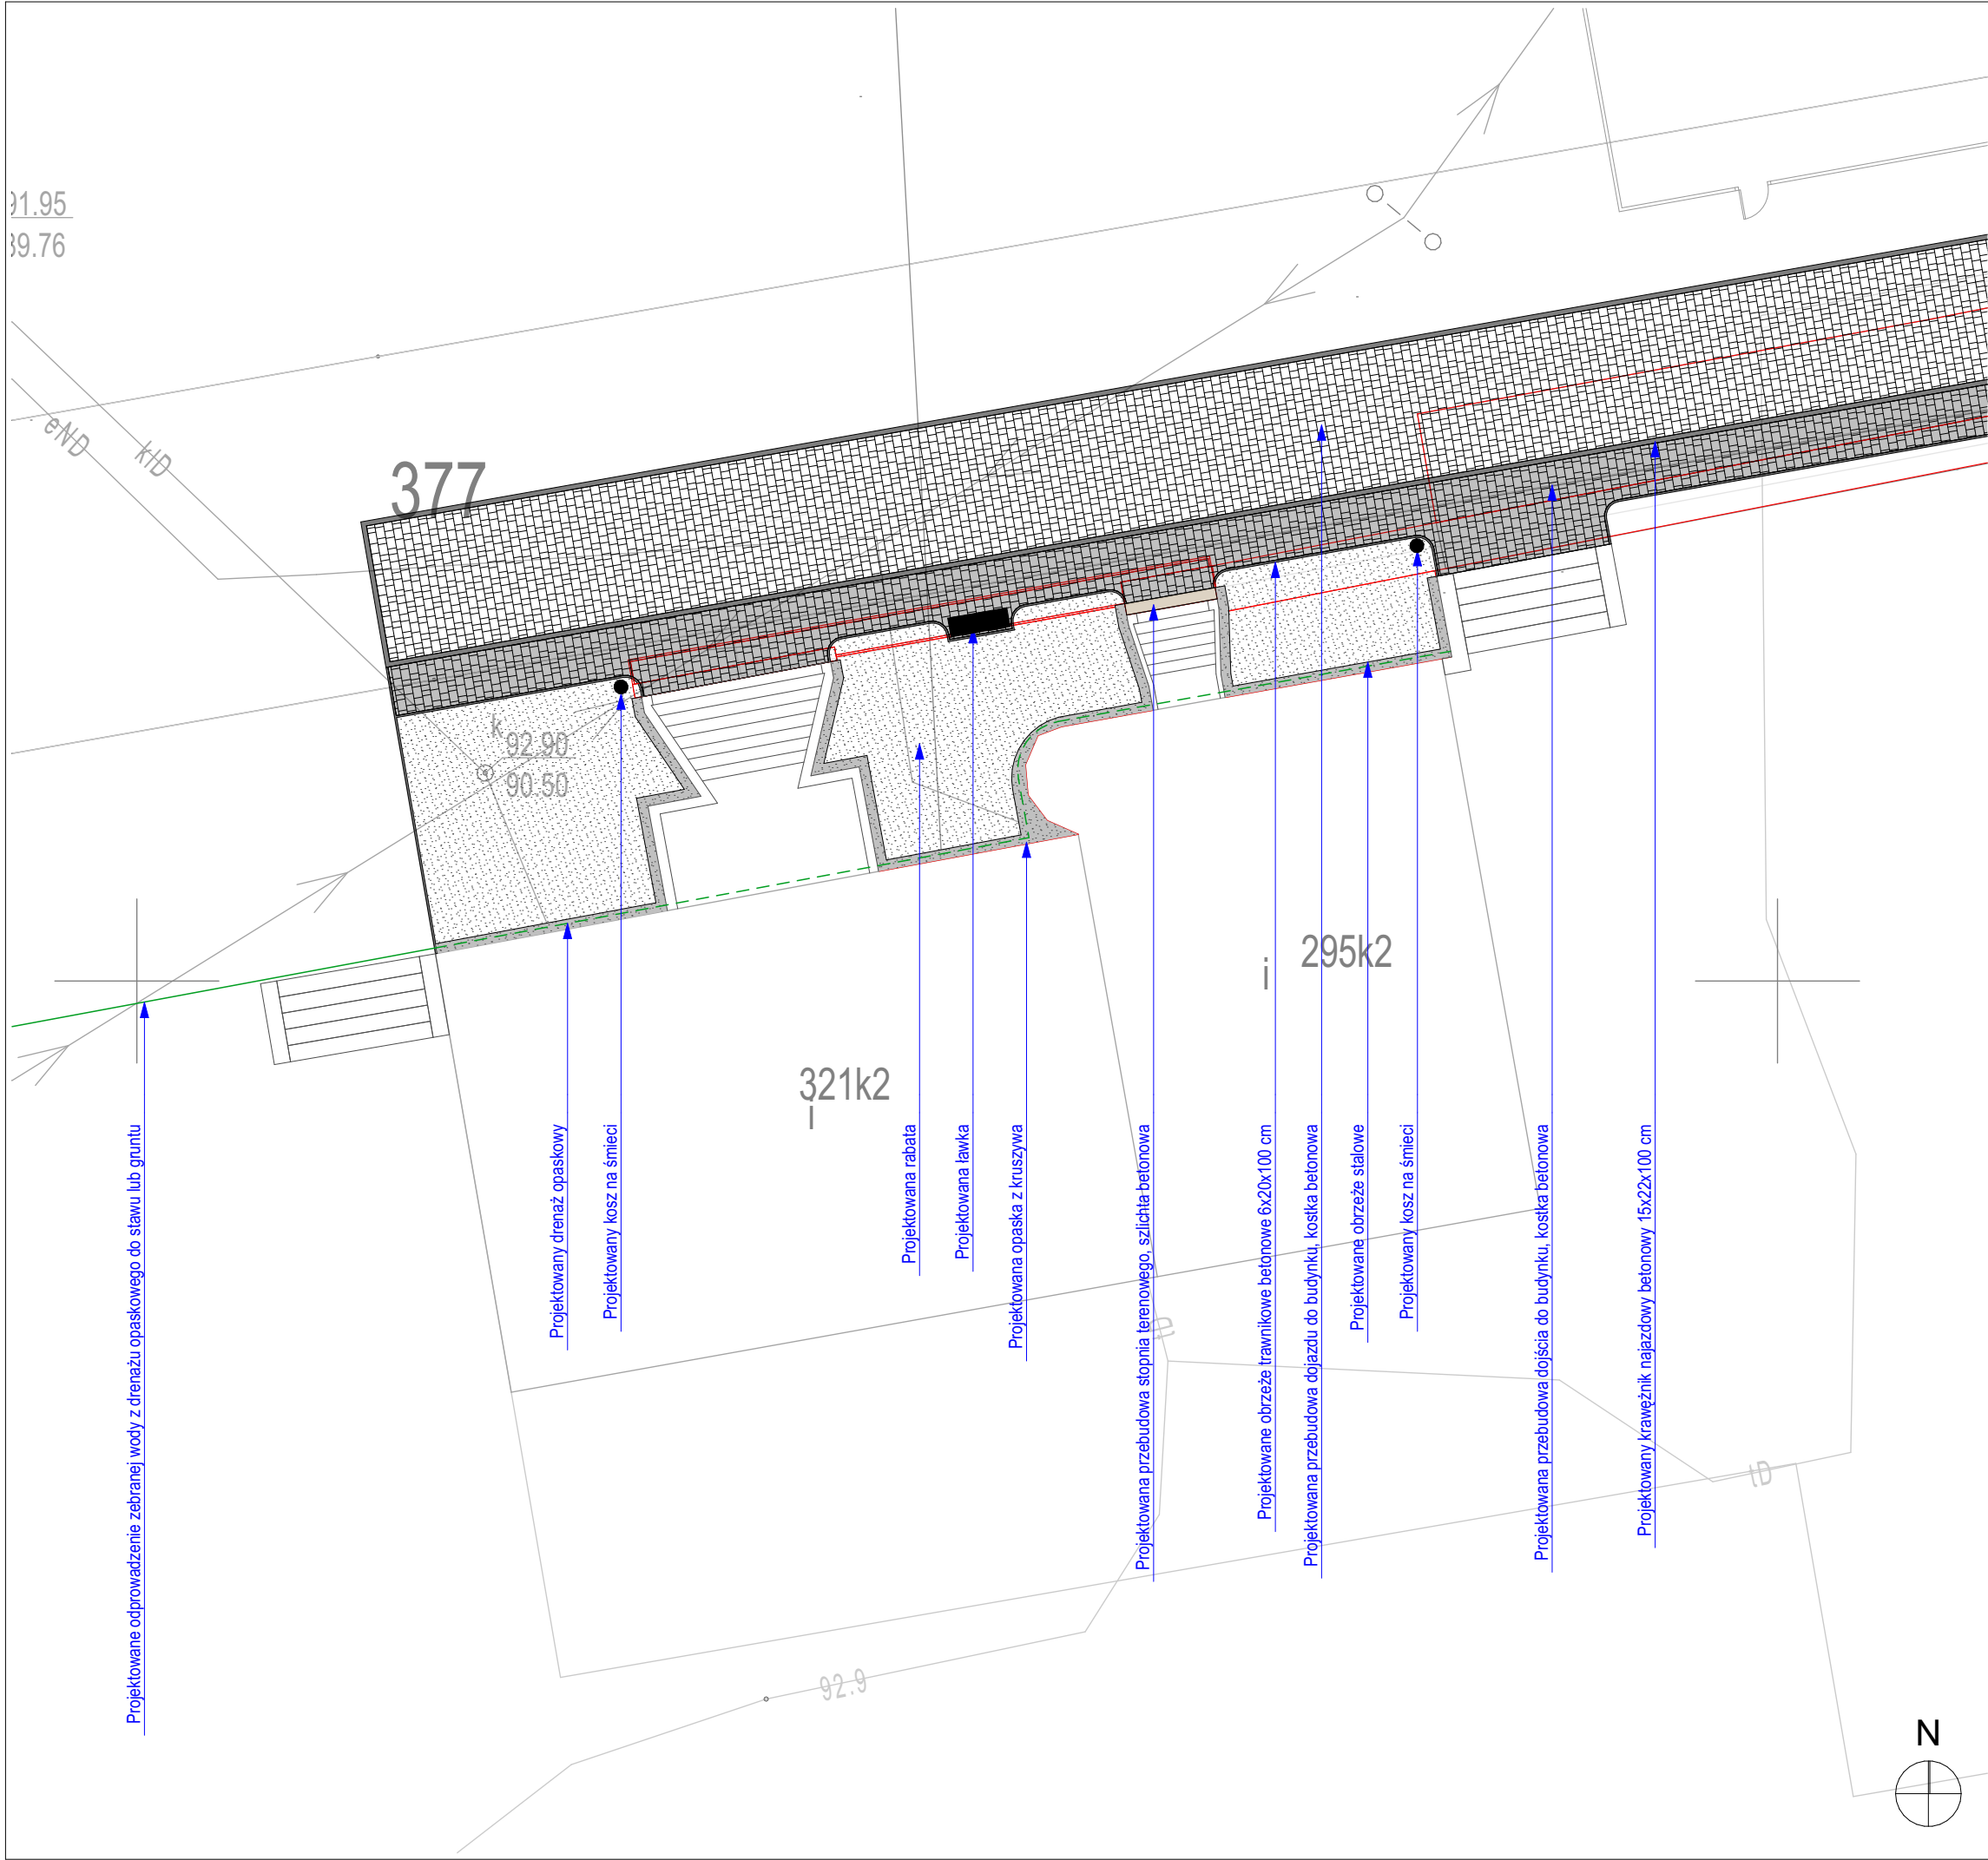 91.95
39.76
eND
kID
377
k
92.90
90.50
295k2
i
321k2
i
Projektowane odprowadzenie zebranej wody z drenażu opaskowego do stawu lub gruntu
Projektowany drenaż opaskowy
Projektowany kosz na śmieci
Projektowana rabata
Projektowana ławka
Projektowana opaska z kruszywa
Projektowana przebudowa stopnia terenowego, szlichta betonowa
Projektowane obrzeże trawnikowe betonowe 6x20x100 cm
Projektowana przebudowa dojazdu do budynku, kostka betonowa
Projektowane obrzeże stalowe
Projektowany kosz na śmieci
Projektowana przebudowa dojścia do budynku, kostka betonowa
Projektowany krawężnik najazdowy betonowy 15x22x100 cm
tD
92.9
N